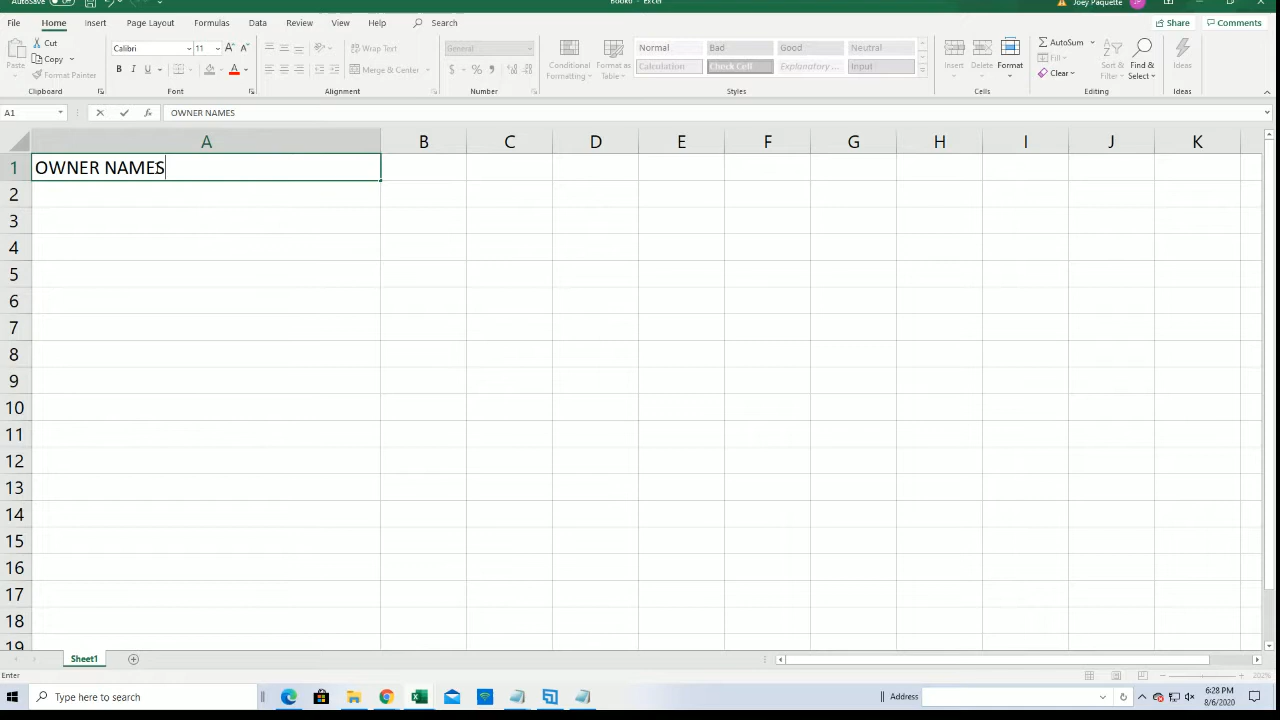 AutoSave Off Book6 - Excel Joey Paquette
File Home Insert Page Layout Formulas Data Review View Help Search Share Comments
Paste Cut Copy Format Painter Clipboard
Calibri 11 A A B I U A Font
Wrap Text Merge & Center Alignment
General $ % Number
Conditional Formatting Format as Table Normal Bad Good Neutral Calculation Check Cell Explanatory ... Input Styles
Insert Delete Format Cells
AutoSum Fill Clear Sort & Filter Find & Select Editing
Ideas Ideas
A1 fx OWNER NAMES
A B C D E F G H I J K
1 OWNER NAMES
2
3
4
5
6
7
8
9
10
11
12
13
14
15
16
17
18
19
Sheet1
Enter 202%
Type here to search Address 6:28 PM
8/6/2020